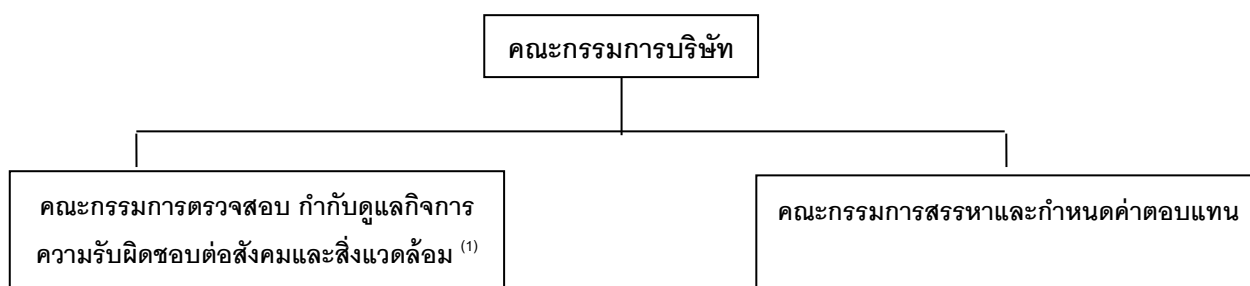 คณะกรรมการบริษัท
คณะกรรมการตรวจสอบ กำกับดูแลกิจการ
ความรับผิดชอบต่อสังคมและสิ่งแวดล้อม (1)
คณะกรรมการสรรหาและกำหนดค่าตอบแทน